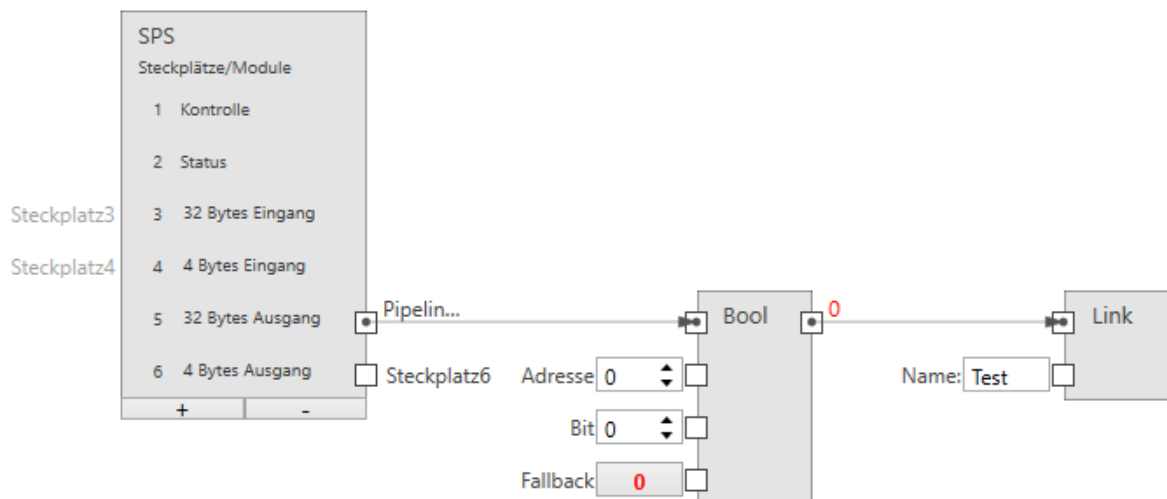 SPS
Steckplätze/Module
1 Kontrolle
2 Status
Steckplatz3 3 32 Bytes Eingang
Steckplatz4 4 4 Bytes Eingang
5 32 Bytes Ausgang Pipelin... Bool 0 Link
6 4 Bytes Ausgang Steckplatz6 Adresse 0 Name: Test
+ -
Bit 0
Fallback 0